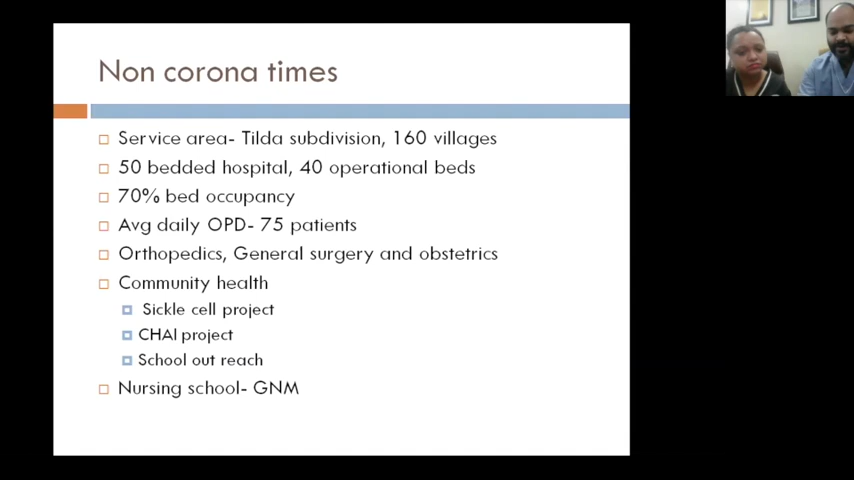 Non corona times
Service area- Tilda subdivision, 160 villages
50 bedded hospital, 40 operational beds
70% bed occupancy
Avg daily OPD- 75 patients
Orthopedics, General surgery and obstetrics
Community health
Sickle cell project
CHAI project
School out reach
Nursing school- GNM